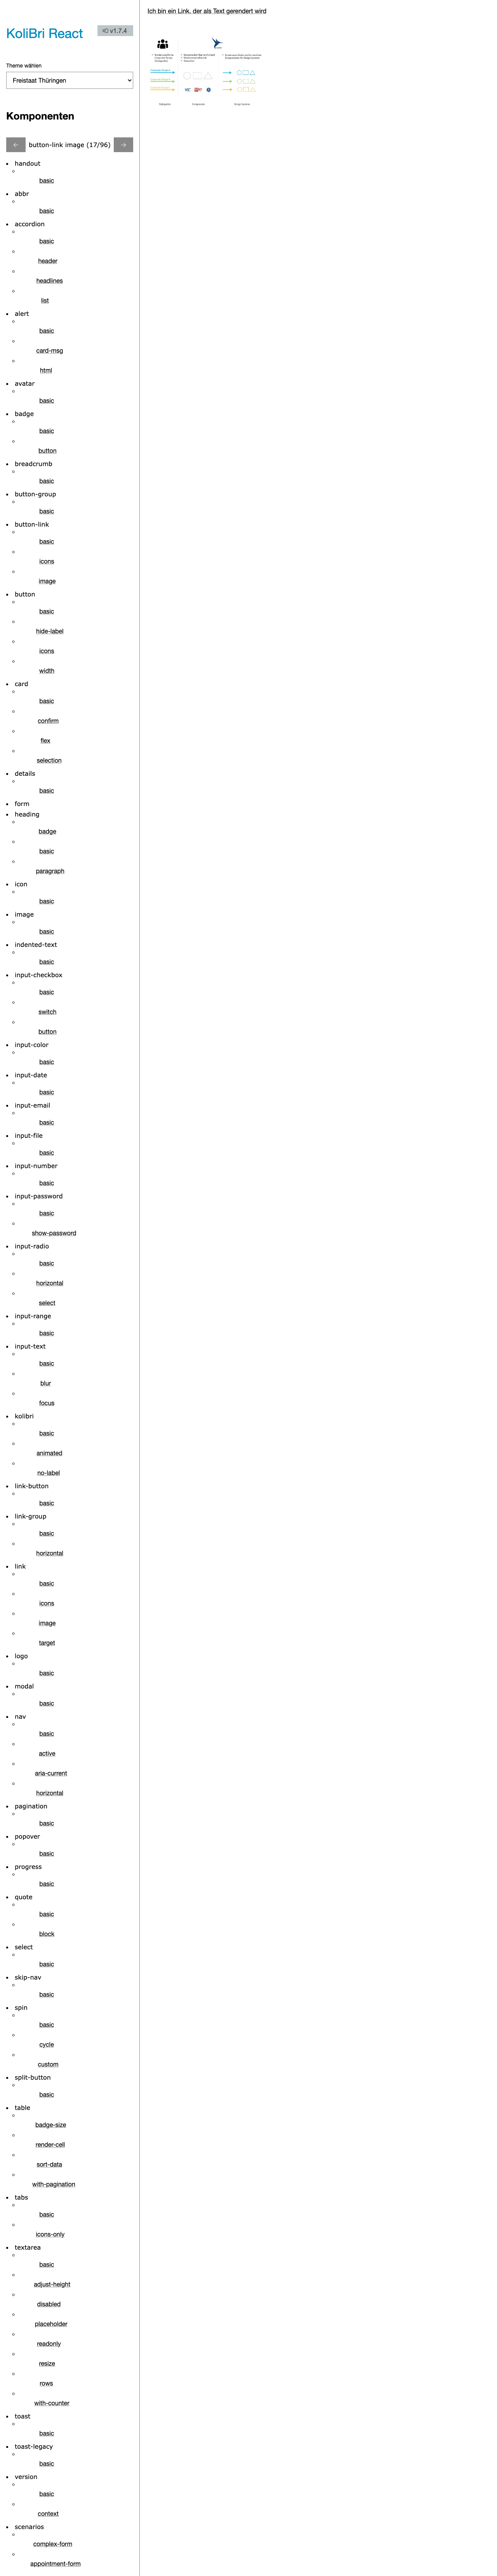 KoliBri React
v1.7.4
Theme wählen
Freistaat Thüringen
Komponenten
button-link image (17/96)
handout
basic
abbr
basic
accordion
basic
header
headlines
list
alert
basic
card-msg
html
avatar
basic
badge
basic
button
breadcrumb
basic
button-group
basic
button-link
basic
icons
image
button
basic
hide-label
icons
width
card
basic
confirm
flex
selection
details
basic
form
heading
badge
basic
paragraph
icon
basic
image
basic
indented-text
basic
input-checkbox
basic
switch
button
input-color
basic
input-date
basic
input-email
basic
input-file
basic
input-number
basic
input-password
basic
show-password
input-radio
basic
horizontal
select
input-range
basic
input-text
basic
blur
focus
kolibri
basic
animated
no-label
link-button
basic
link-group
basic
horizontal
link
basic
icons
image
target
logo
basic
modal
basic
nav
basic
active
aria-current
horizontal
pagination
basic
popover
basic
progress
basic
quote
basic
block
select
basic
skip-nav
basic
spin
basic
cycle
custom
split-button
basic
table
badge-size
render-cell
sort-data
with-pagination
tabs
basic
icons-only
textarea
basic
adjust-height
disabled
placeholder
readonly
resize
rows
with-counter
toast
basic
toast-legacy
basic
version
basic
context
scenarios
complex-form
appointment-form
Ich bin ein Link, der als Text gerendert wird